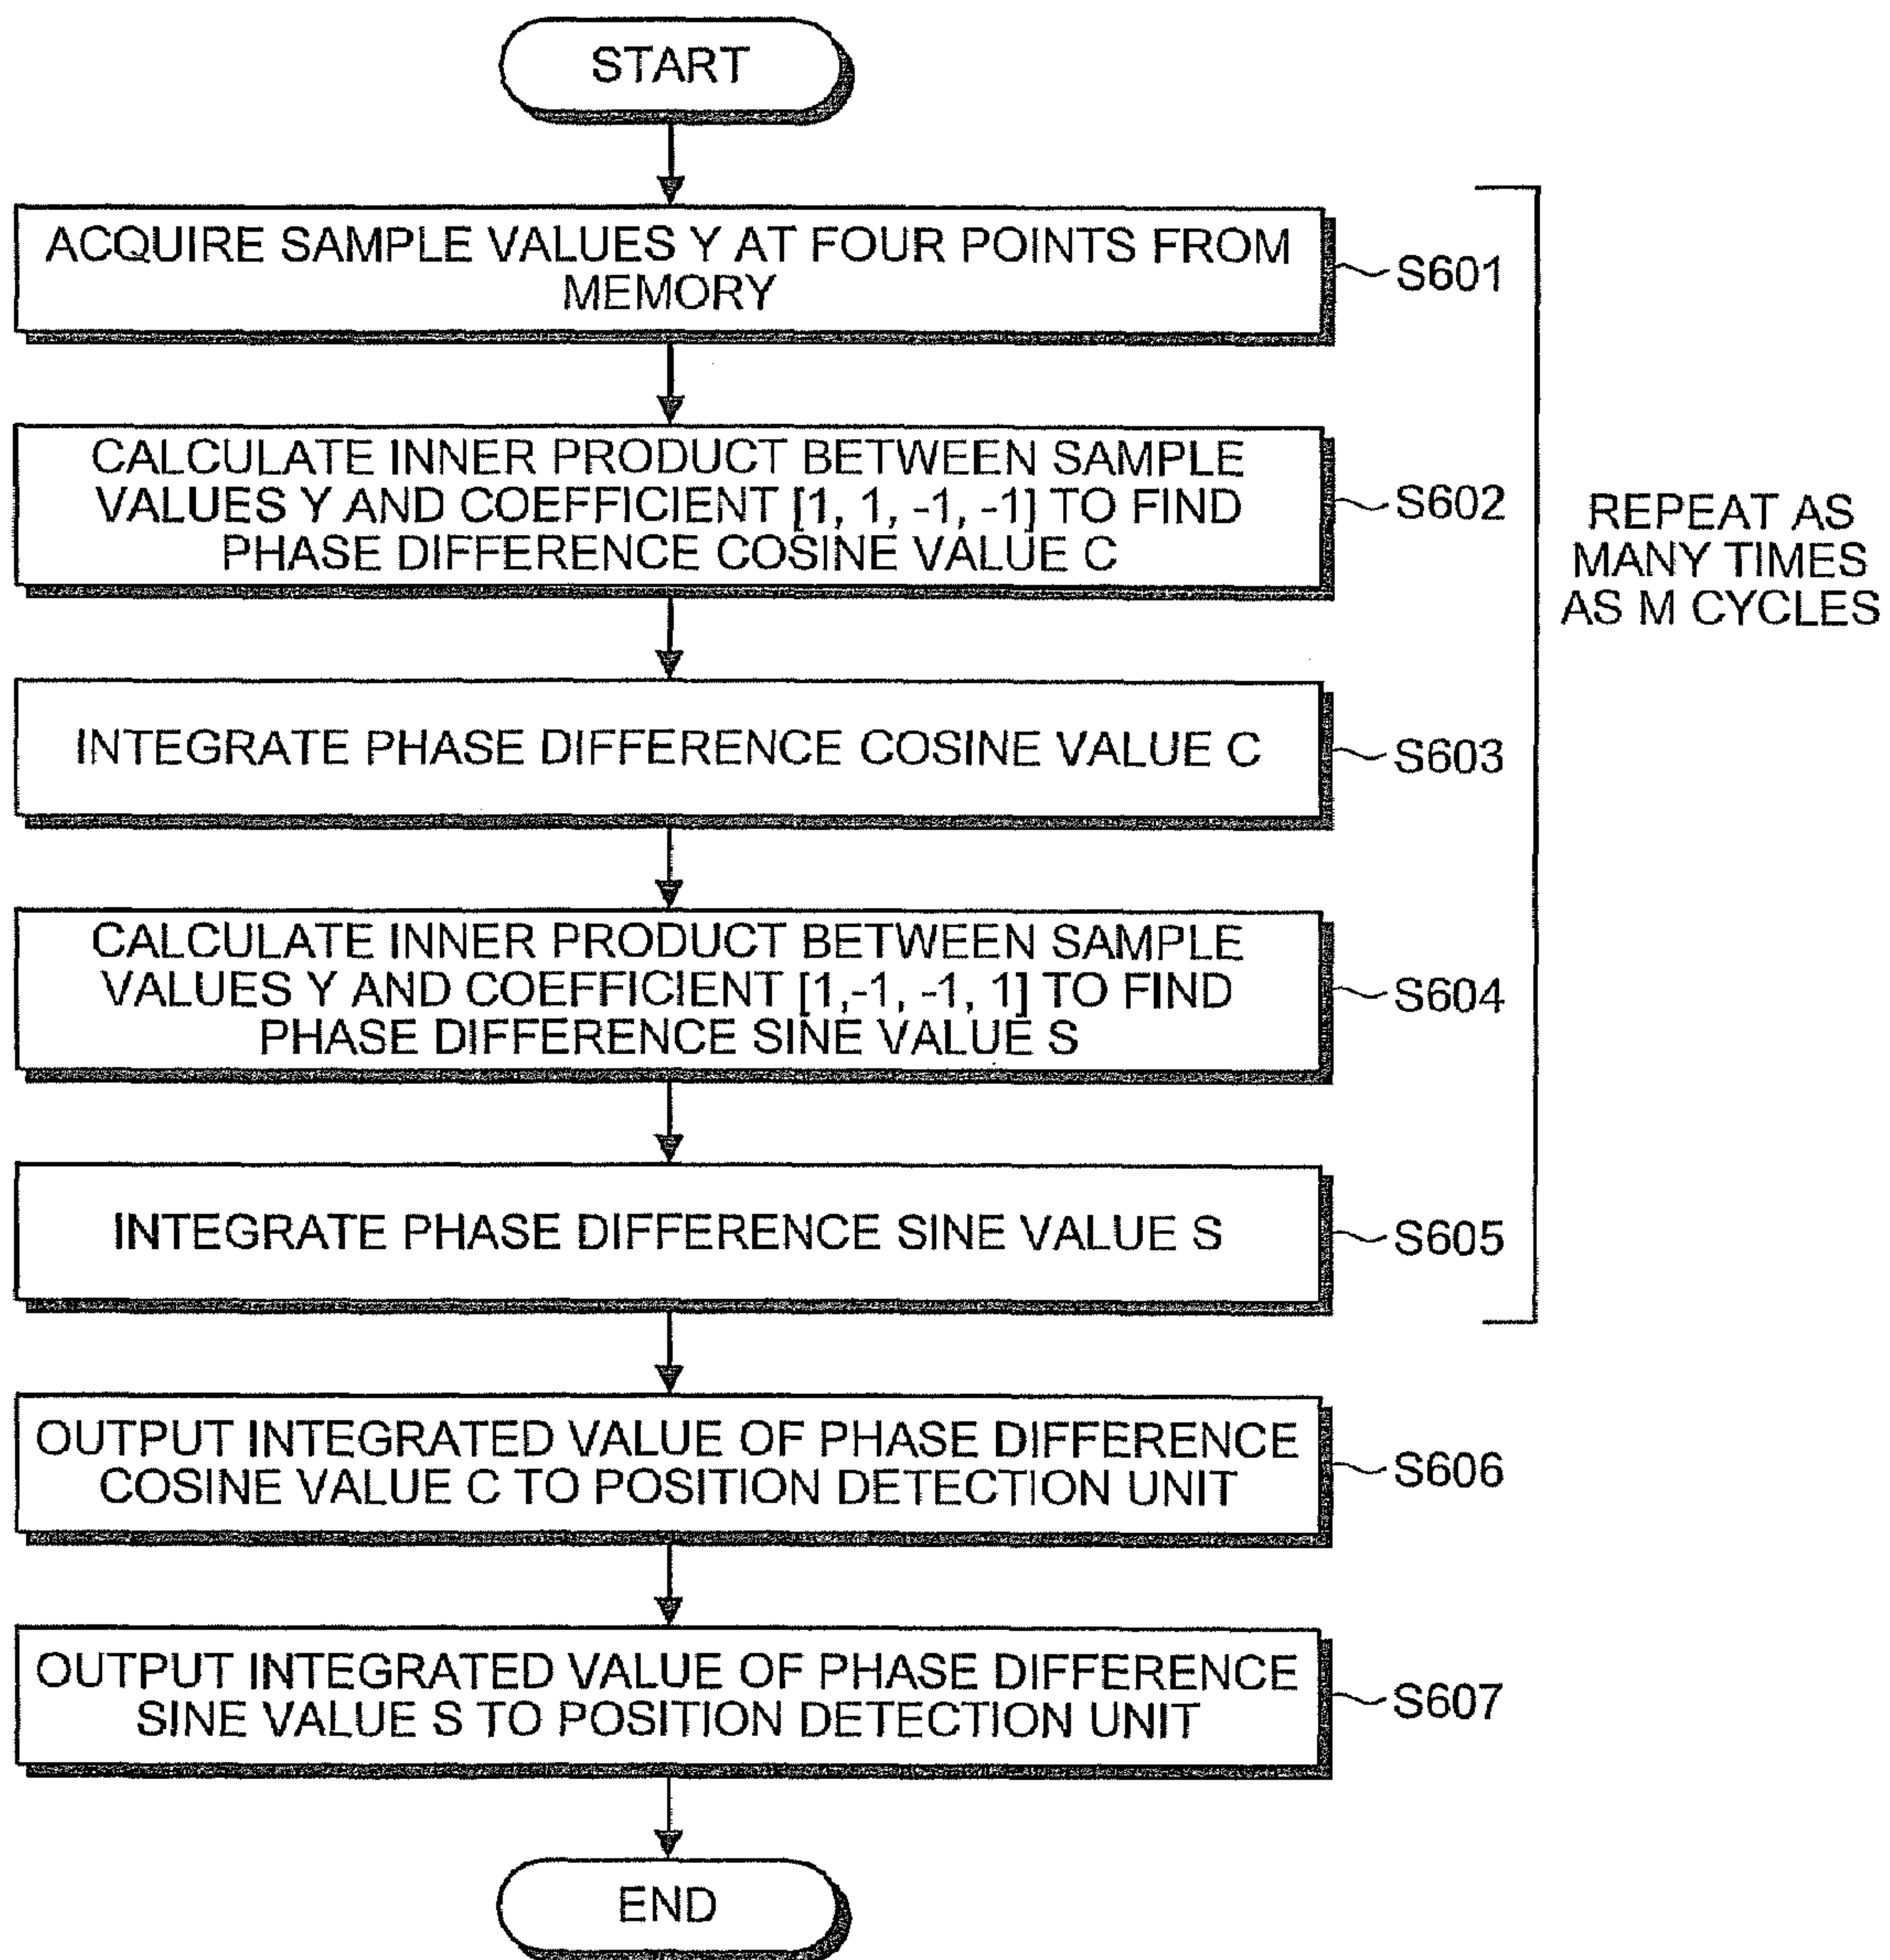 START
ACQUIRE SAMPLE VALUES Y AT FOUR POINTS FROM
MEMORY
S601
CALCULATE INNER PRODUCT BETWEEN SAMPLE
VALUES Y AND COEFFICIENT [1, 1, -1, -1] TO FIND
PHASE DIFFERENCE COSINE VALUE C
S602
REPEAT AS
MANY TIMES
AS M CYCLES
INTEGRATE PHASE DIFFERENCE COSINE VALUE C
S603
CALCULATE INNER PRODUCT BETWEEN SAMPLE
VALUES Y AND COEFFICIENT [1,-1, -1, 1] TO FIND
PHASE DIFFERENCE SINE VALUE S
S604
INTEGRATE PHASE DIFFERENCE SINE VALUE S
S605
OUTPUT INTEGRATED VALUE OF PHASE DIFFERENCE
COSINE VALUE C TO POSITION DETECTION UNIT
S606
OUTPUT INTEGRATED VALUE OF PHASE DIFFERENCE
SINE VALUE S TO POSITION DETECTION UNIT
S607
END